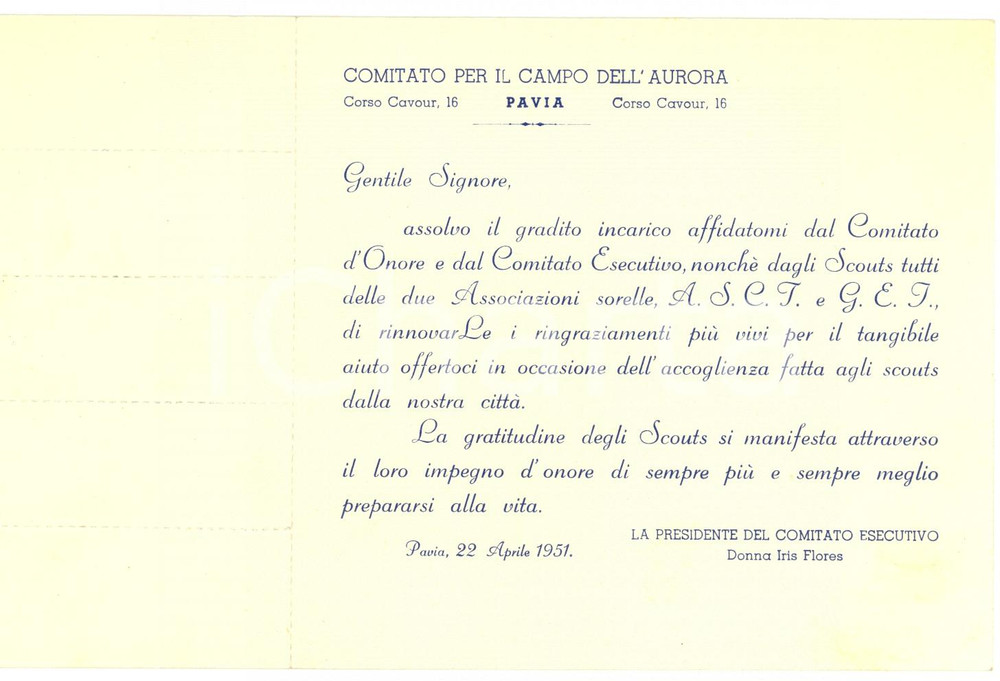 COMITATO PER IL CAMPO DELL' AURORA
Corso Cavour, 16 PAVIA Corso Cavour, 16
Gentile Signore,
assolvo il gradito incarico affidatomi dal Comitato
d'Onore e dal Comitato Esecutivo, nonchè dagli Scouts tutti
delle due Associazioni sorelle, A. S. C. I. e G. E. I.,
di rinnovarLe i ringraziamenti più vivi per il tangibile
aiuto offertoci in occasione dell' accoglienza fatta agli scouts
dalla nostra città.
La gratitudine degli Scouts si manifesta attraverso
il loro impegno d'onore di sempre più e sempre meglio
prepararsi alla vita.
LA PRESIDENTE DEL COMITATO ESECUTIVO
Pavia, 22 Aprile 1951.
Donna Iris Flores